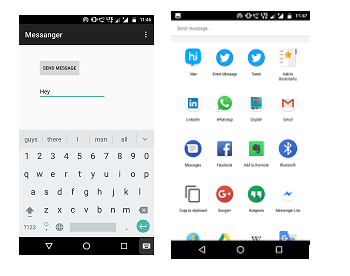 11:46
Messanger
SEND MESSAGE
Hey
guys there I man all
1 2 3 4 5 6 7 8 9 0
q w e r t y u i o p
a s d f g h j k l
z x c v b n m
?123 , .
11:47
Send message...
hike Direct Message Tweet Add to Bookmarks
LinkedIn WhatsApp English Gmail
Messages Facebook Add to Evernote Bluetooth
Copy to clipboard Google+ Hangouts Messenger Lite
W